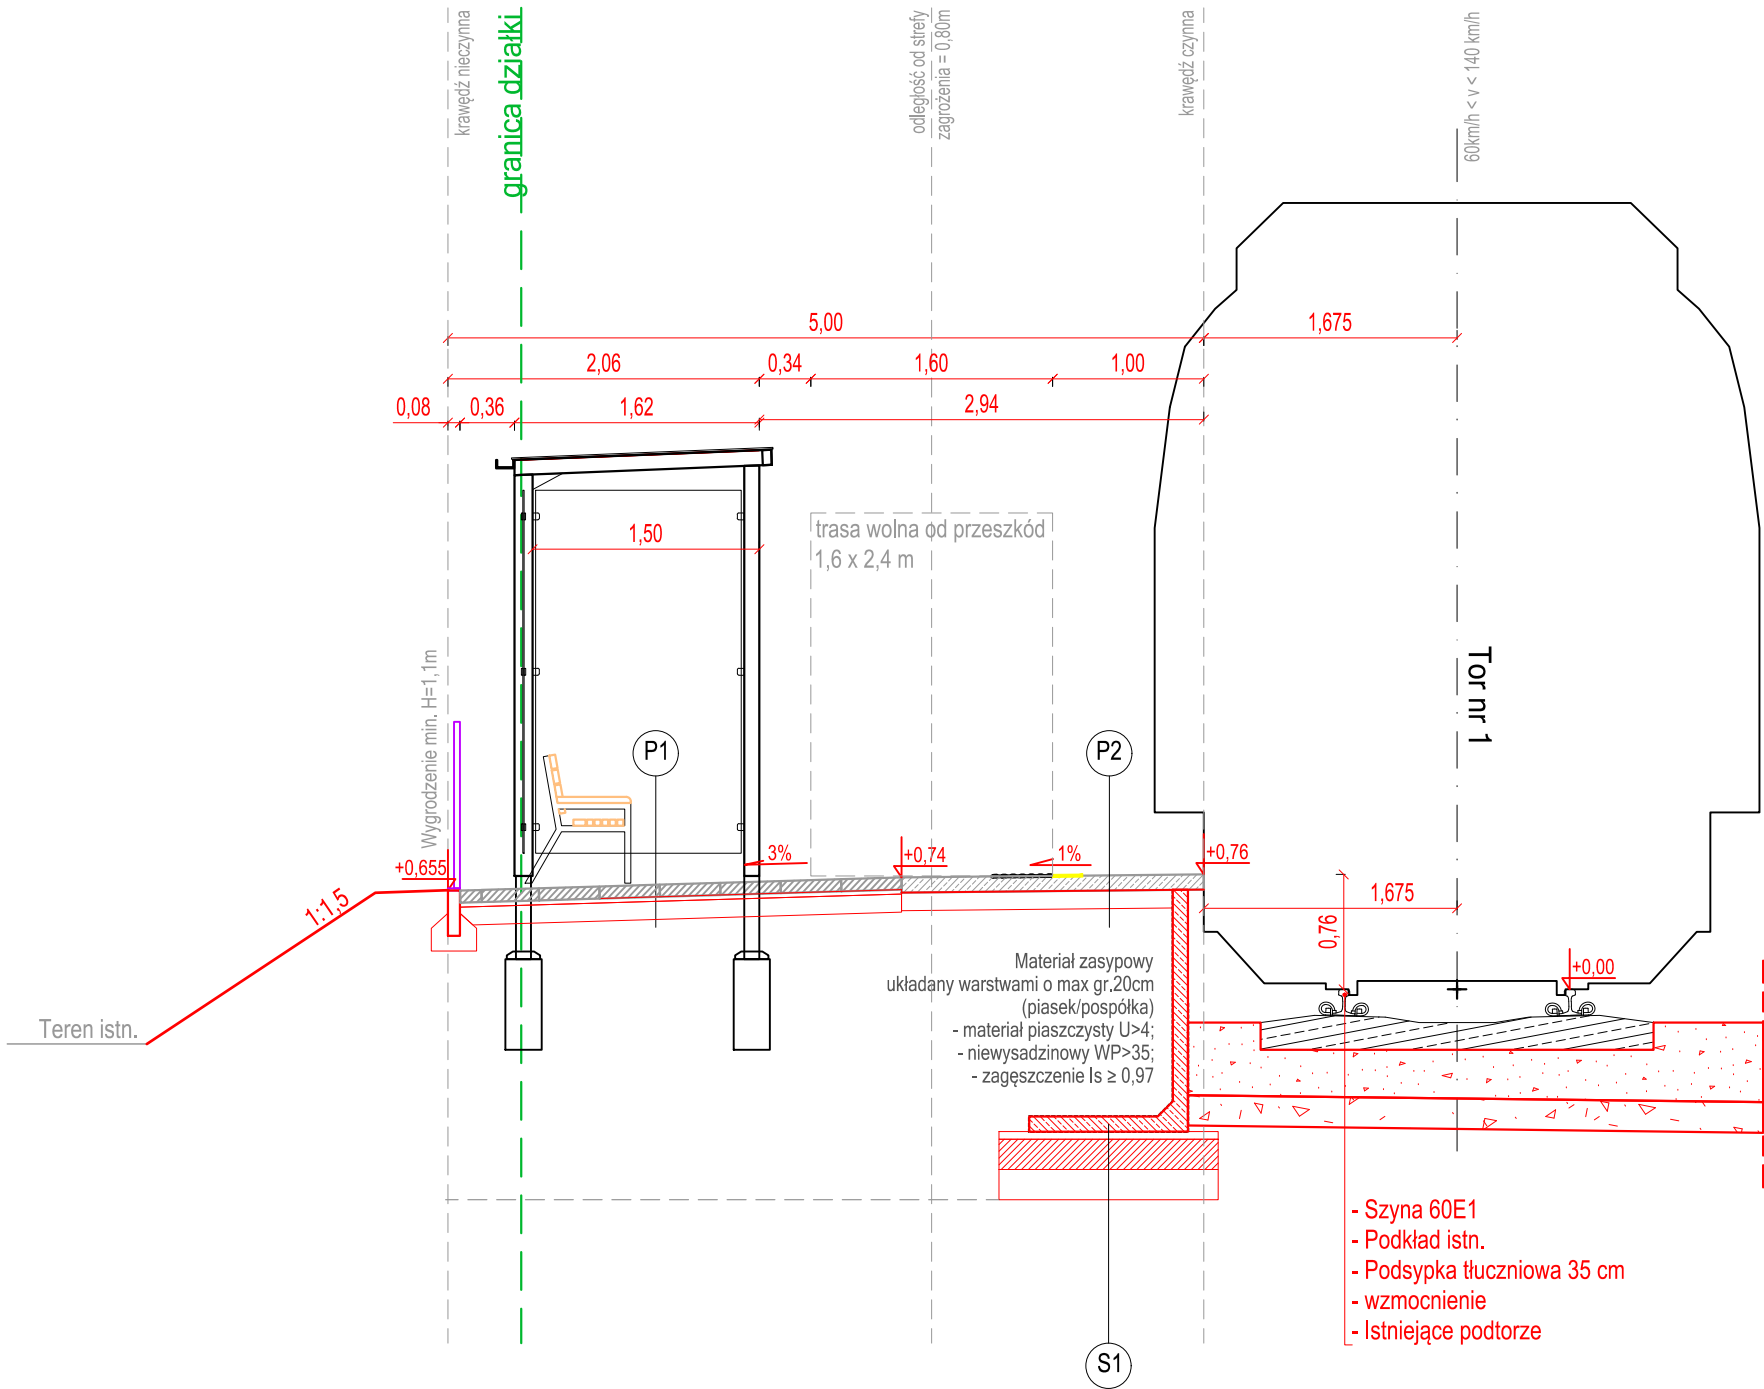 krawędź nieczynna
granica działki
odległość od strefy
zagrożenia = 0,80m
krawędź czynna
60km/h < v < 140 km/h
5,00
1,675
2,06
0,34
1,60
1,00
0,08
0,36
1,62
2,94
1,50
trasa wolna od przeszkód
1,6 x 2,4 m
Wygrodzenie min. H=1,1m
Tor nr 1
P1
P2
+0,655
3%
+0,74
1%
+0,76
1:1,5
1,675
0,76
+0,00
Teren istn.
Materiał zasypowy
układany warstwami o max gr.20cm
(piasek/pospółka)
- materiał piaszczysty U>4;
- niewysadzinowy WP>35;
- zagęszczenie Is ≥ 0,97
- Szyna 60E1
- Podkład istn.
- Podsypka tłuczniowa 35 cm
- wzmocnienie
- Istniejące podtorze
S1